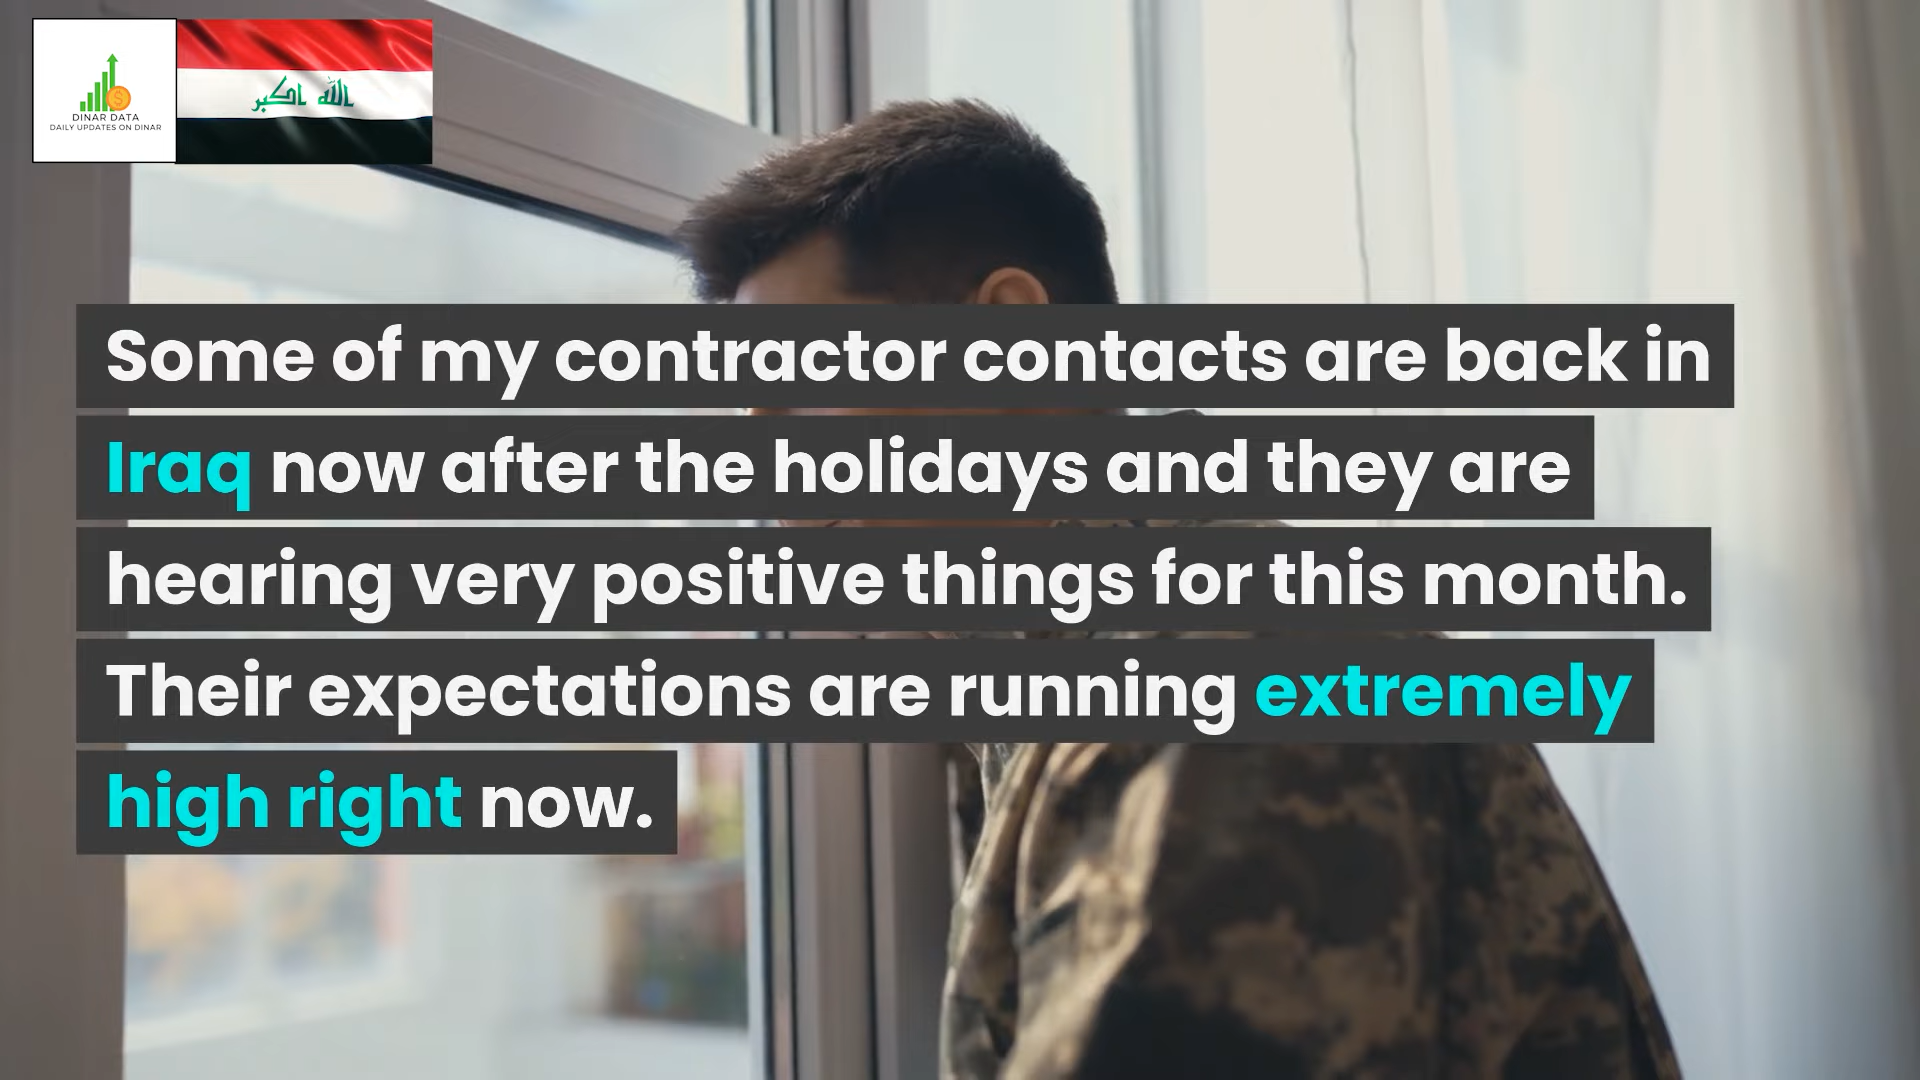 DINAR DATA
DAILY UPDATES ON DINAR
الله اكبر
Some of my contractor contacts are back in
Iraq now after the holidays and they are
hearing very positive things for this month.
Their expectations are running extremely
high right now.